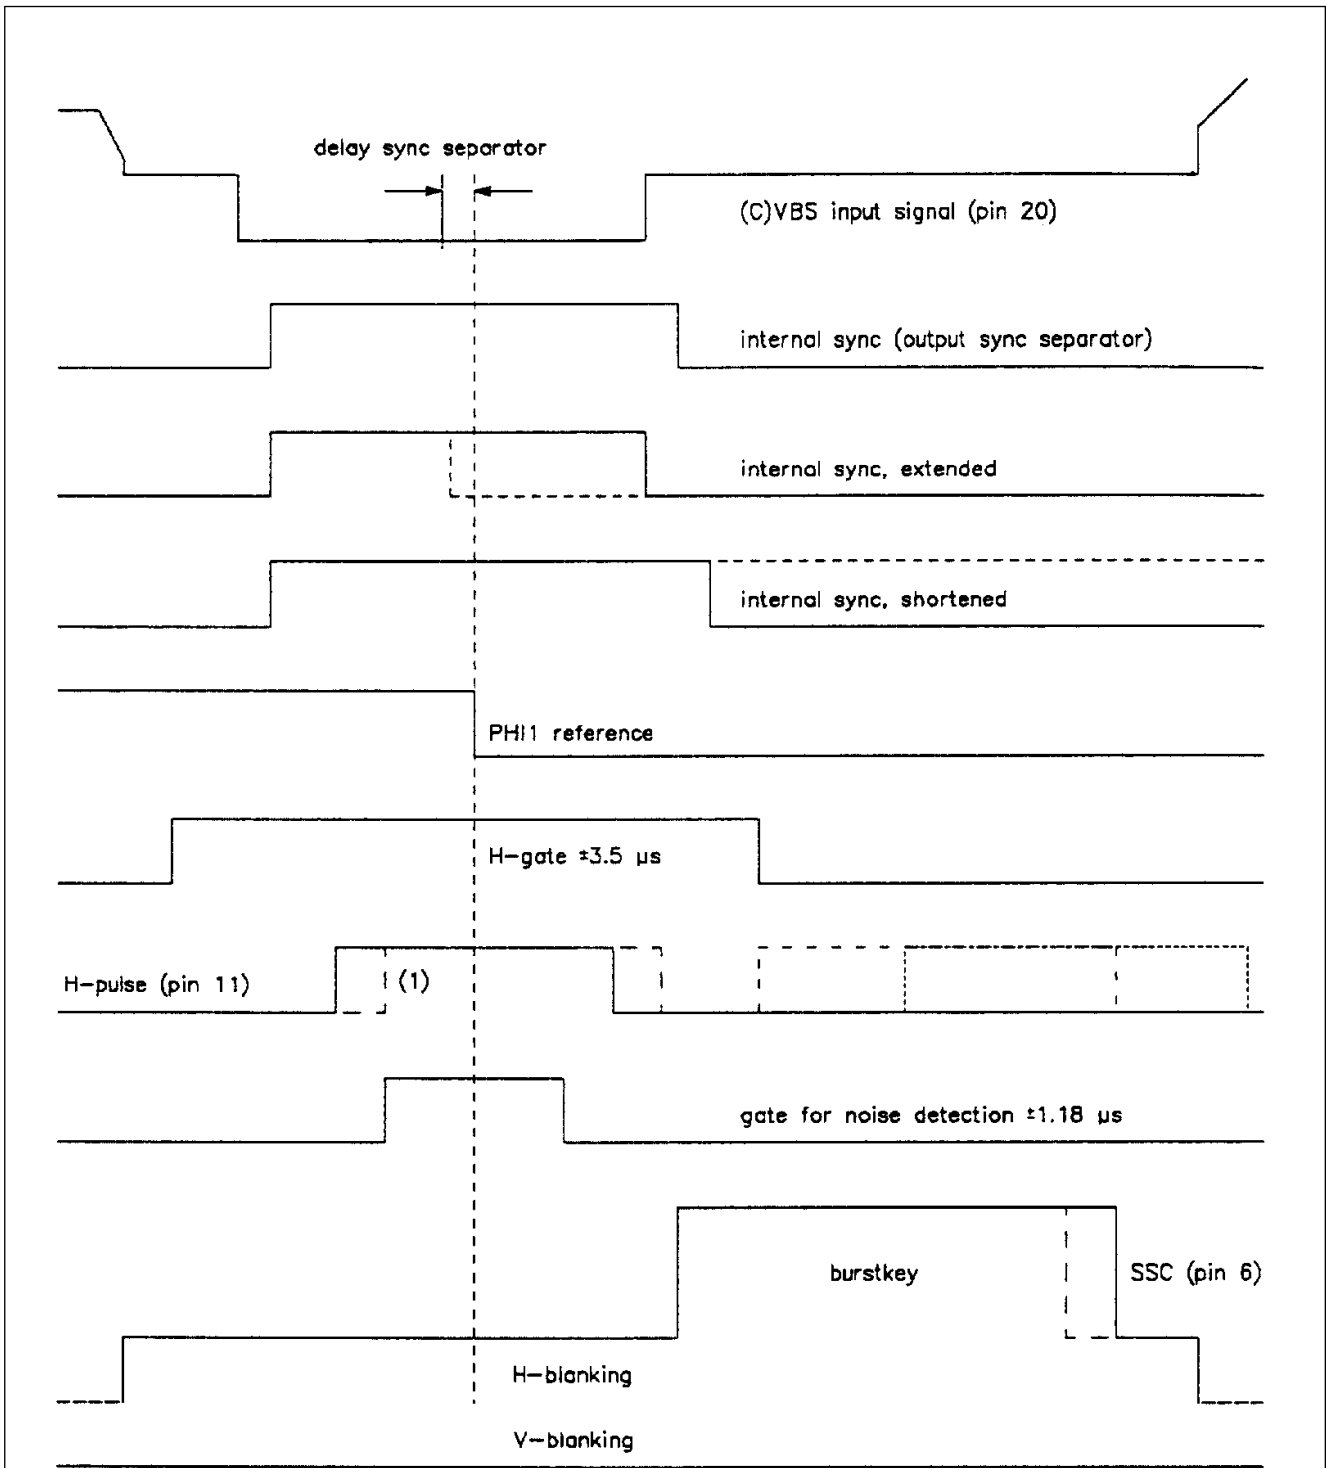 delay sync separator
(C)VBS input signal (pin 20)
internal sync (output sync separator)
internal sync, extended
internal sync, shortened
PHI1 reference
H-gate ±3.5 μs
H-pulse (pin 11)
(1)
gate for noise detection ±1.18 μs
burstkey
SSC (pin 6)
H-blanking
V-blanking